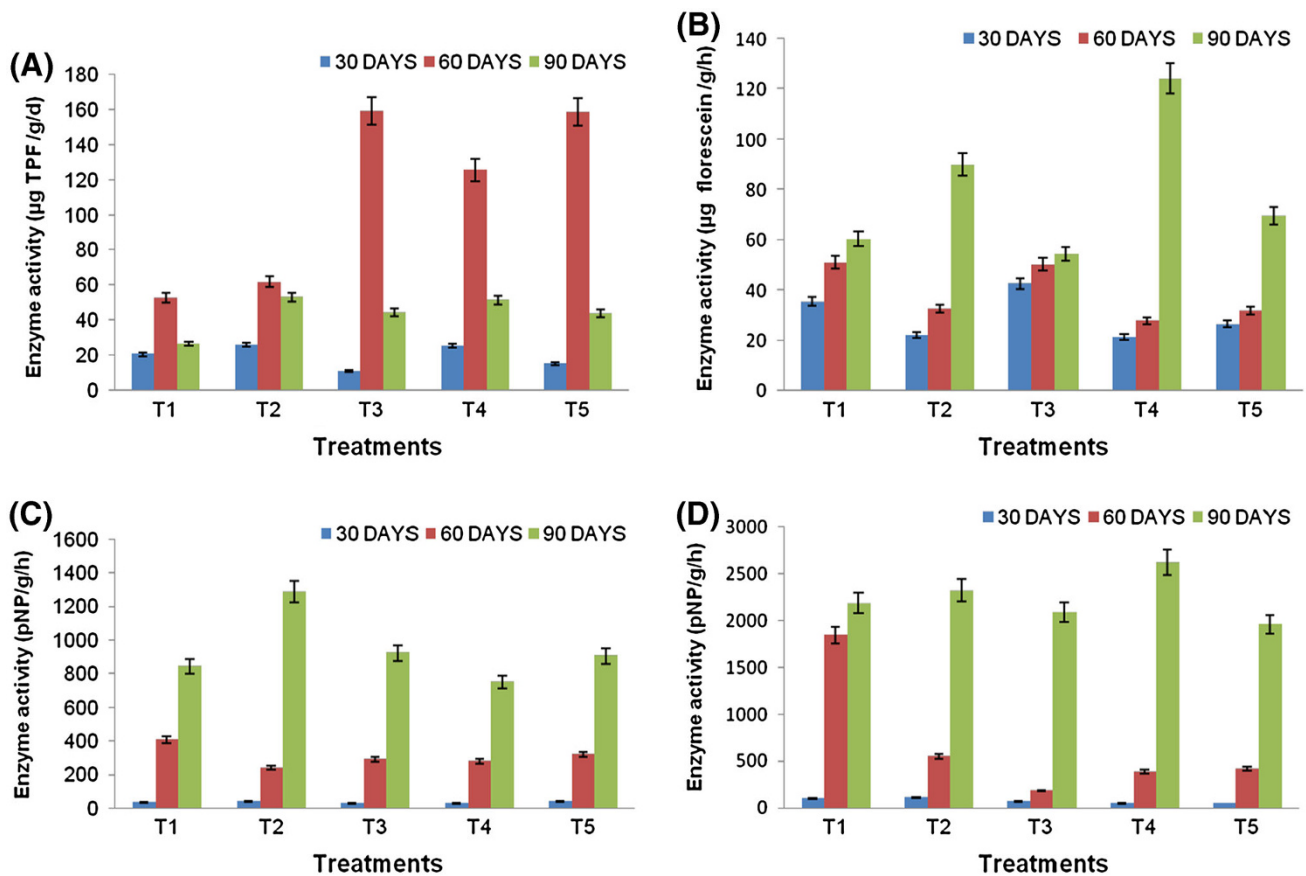 (A)
30 DAYS 60 DAYS 90 DAYS
Enzyme activity (µg TPF /g/d)
180
160
140
120
100
80
60
40
20
0
T1 T2 T3 T4 T5
Treatments
(B)
30 DAYS 60 DAYS 90 DAYS
Enzyme activity (µg florescein /g/h)
140
120
100
80
60
40
20
0
T1 T2 T3 T4 T5
Treatments
(C)
30 DAYS 60 DAYS 90 DAYS
Enzyme activity (pNP/g/h)
1600
1400
1200
1000
800
600
400
200
0
T1 T2 T3 T4 T5
Treatments
(D)
30 DAYS 60 DAYS 90 DAYS
Enzyme activity (pNP/g/h)
3000
2500
2000
1500
1000
500
0
T1 T2 T3 T4 T5
Treatments